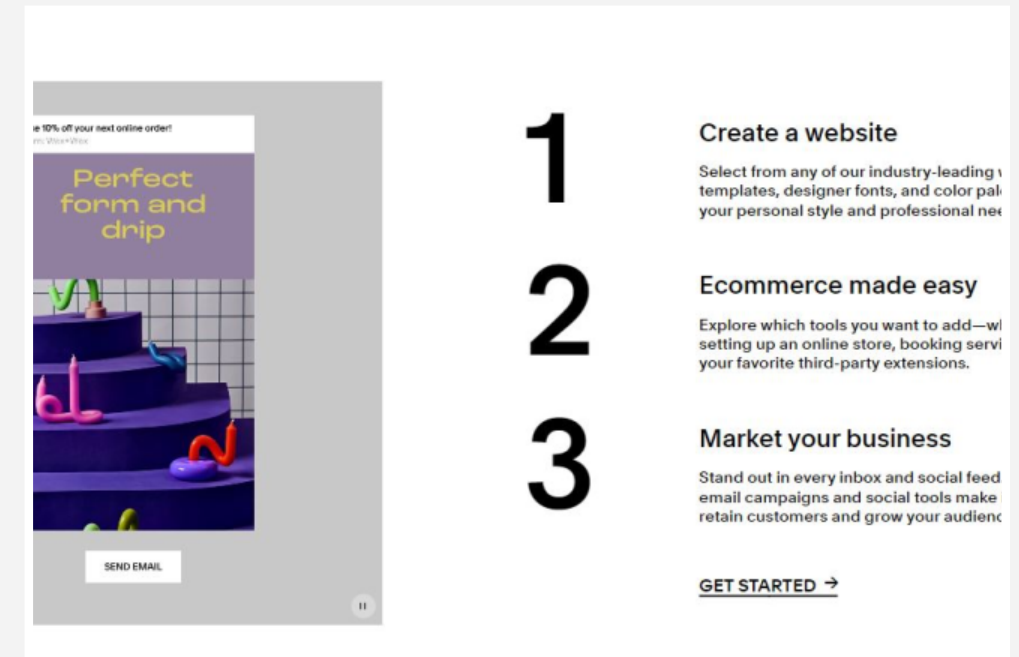 10% off your next online order!
Perfect
form and
drip
SEND EMAIL
1
Create a website
Select from any of our industry-leading
templates, designer fonts, and color
your personal style and professional
2
Ecommerce made easy
Explore which tools you want to add—
setting up an online store, booking
your favorite third-party extensions.
3
Market your business
Stand out in every inbox and social feed
email campaigns and social tools make
retain customers and grow your
GET STARTED →